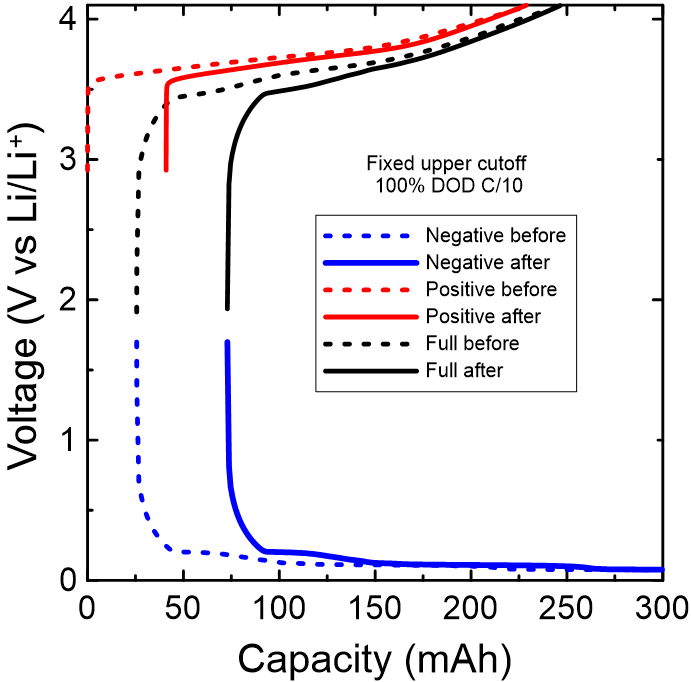 4
3
2
1
0
Voltage (V vs Li/Li⁺)
Fixed upper cutoff
100% DOD C/10
Negative before
Negative after
Positive before
Positive after
Full before
Full after
0 50 100 150 200 250 300
Capacity (mAh)